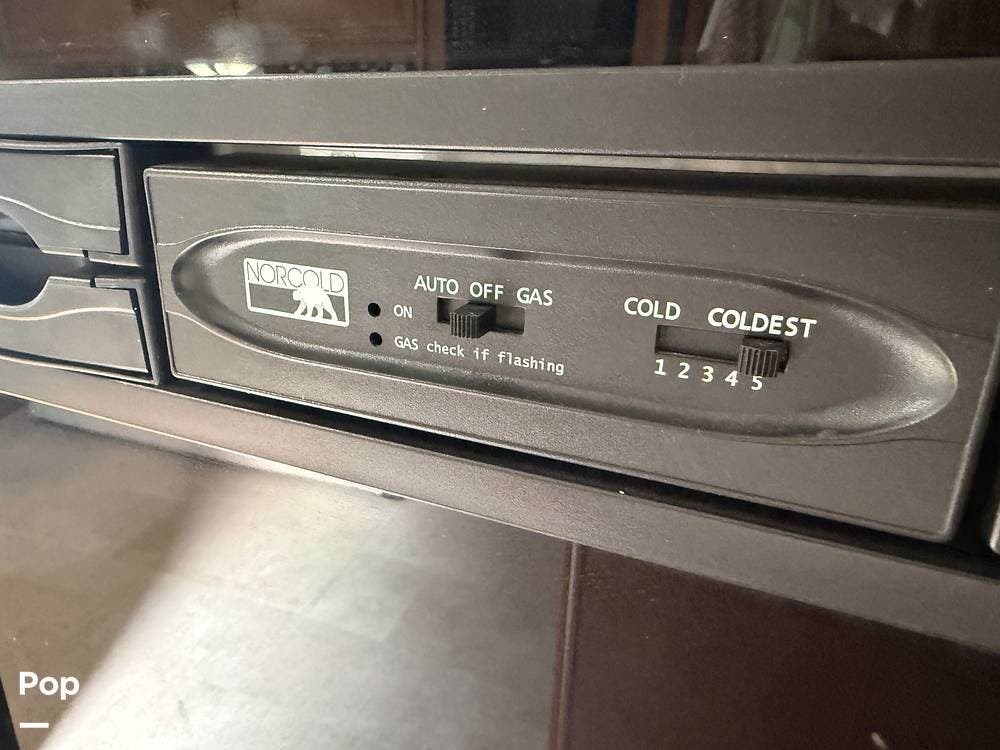 NORCOLD
AUTO OFF GAS
ON
GAS check if flashing
COLD COLDEST
1 2 3 4 5
Pop